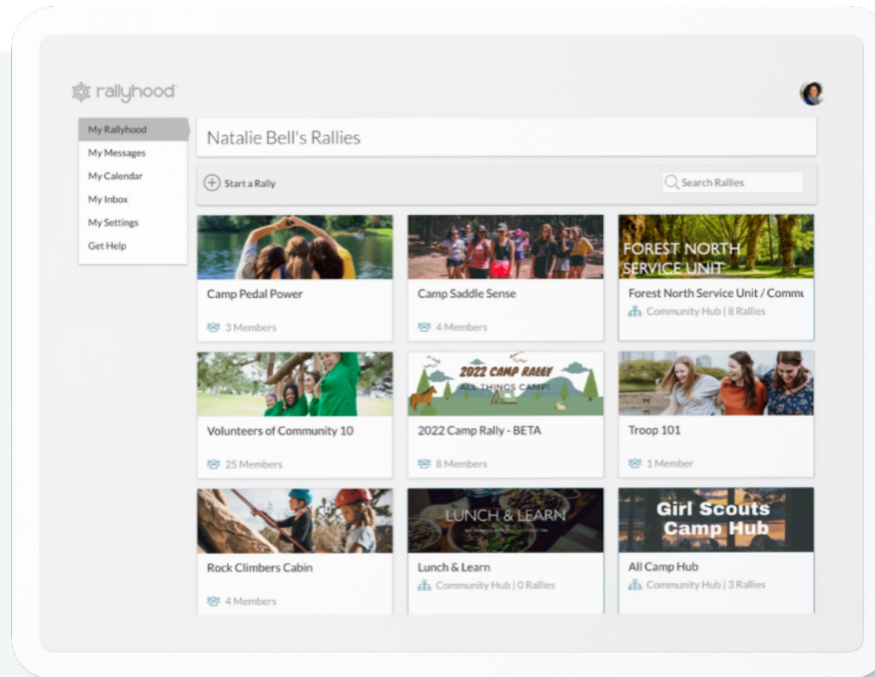 rallyhood
My Rallyhood
My Messages
My Calendar
My Inbox
My Settings
Get Help
Natalie Bell's Rallies
Start a Rally
Search Rallies
Camp Pedal Power
3 Members
Camp Saddle Sense
4 Members
FOREST NORTH
SERVICE UNIT
Forest North Service Unit / Commu
Community Hub | 8 Rallies
Volunteers of Community 10
25 Members
2022 CAMP RALLY
ALL THINGS CAMP!
2022 Camp Rally - BETA
8 Members
Troop 101
1 Member
Rock Climbers Cabin
4 Members
LUNCH & LEARN
Lunch & Learn
Community Hub | 0 Rallies
Girl Scouts
Camp Hub
All Camp Hub
Community Hub | 3 Rallies